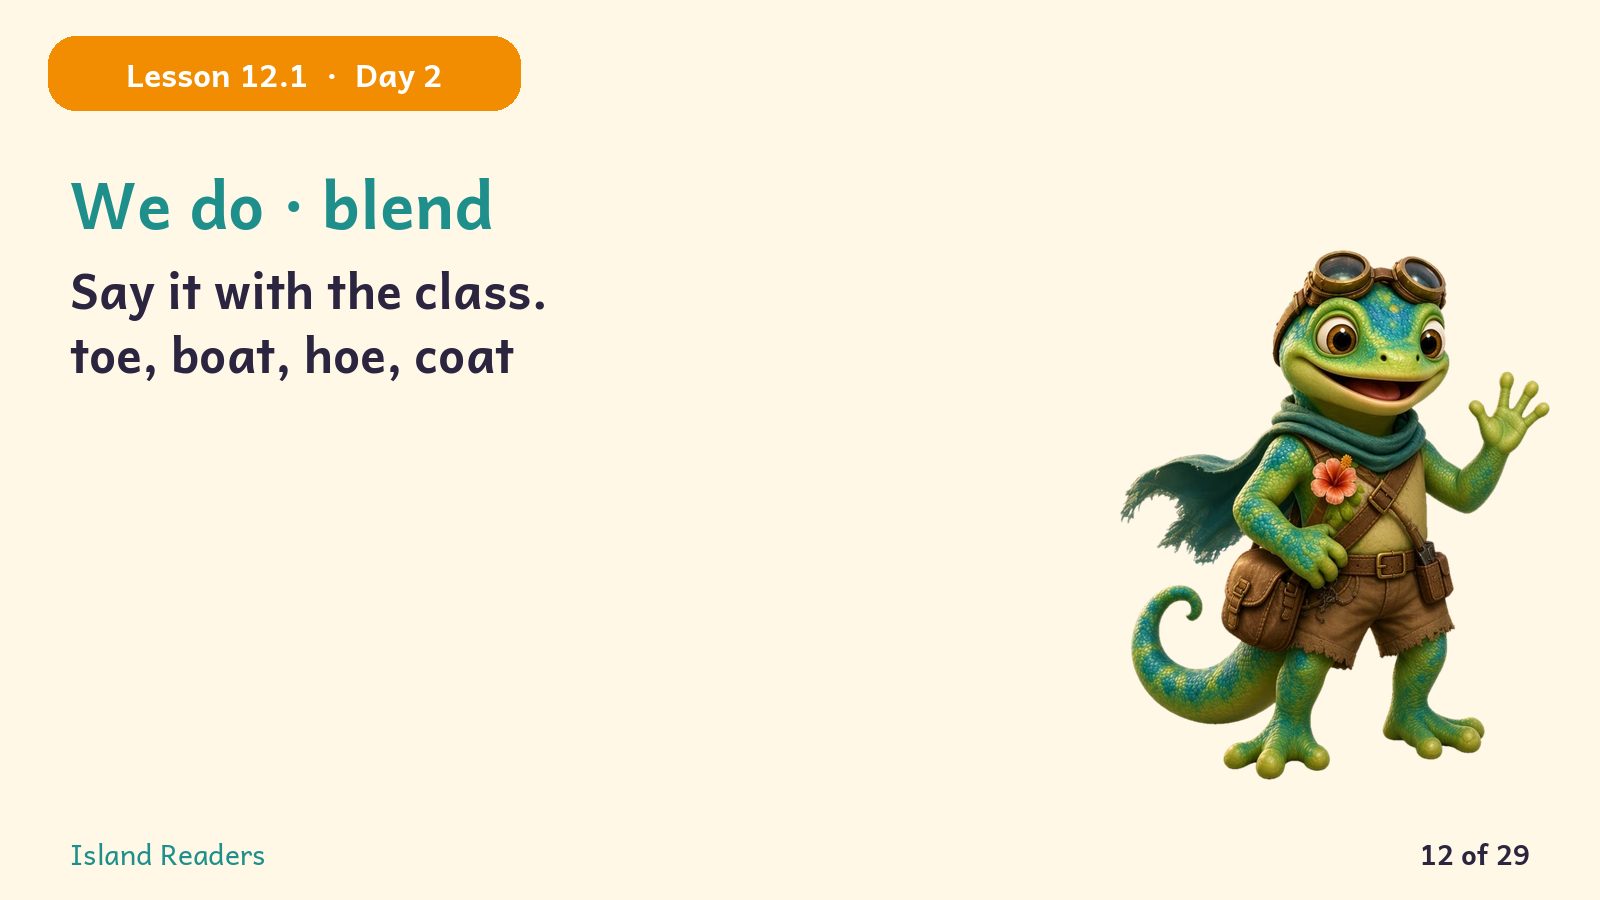 Lesson 12.1 · Day 2
We do · blend
Say it with the class.
toe, boat, hoe, coat
Island Readers
12 of 29